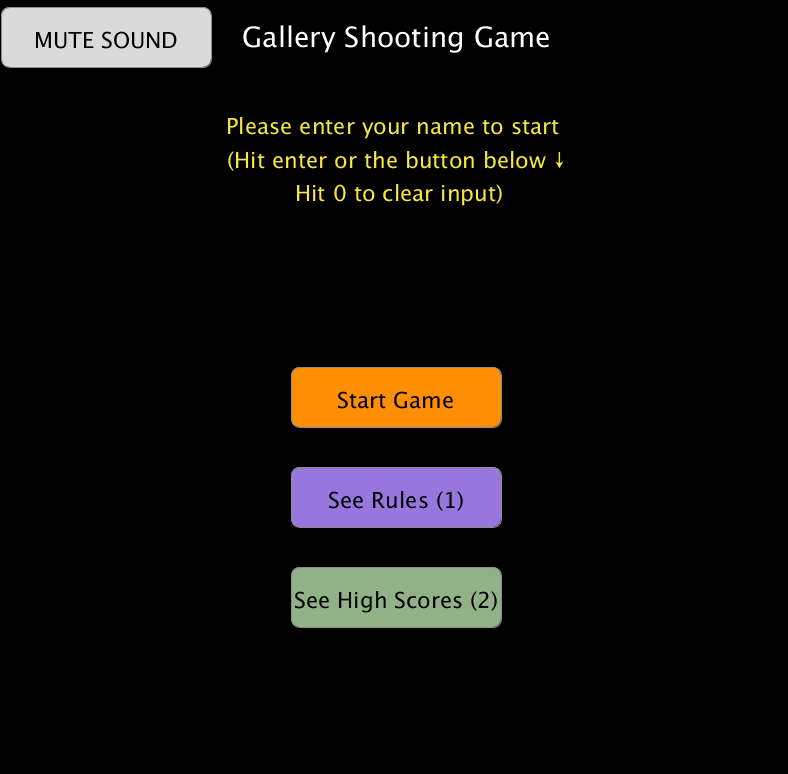 MUTE SOUND
Gallery Shooting Game
Please enter your name to start
(Hit enter or the button below ↓
Hit 0 to clear input)
Start Game
See Rules (1)
See High Scores (2)